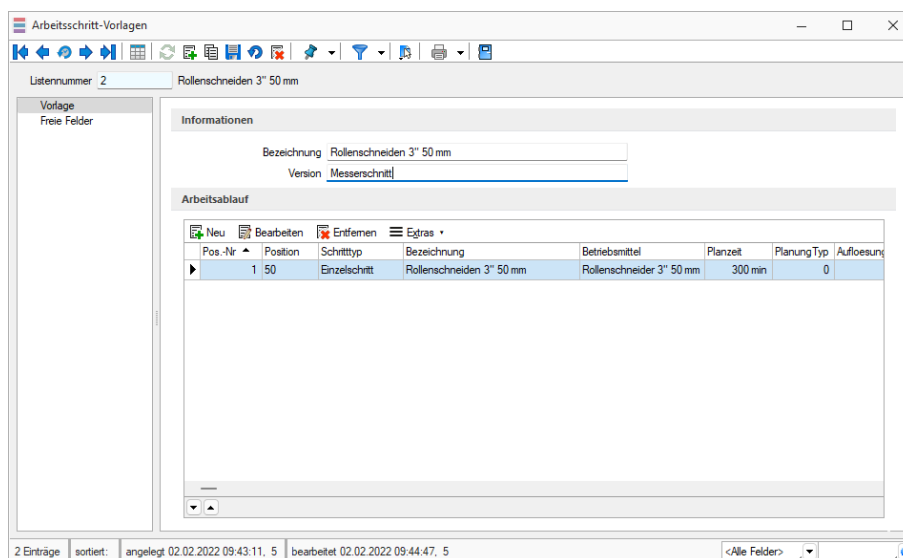 Arbeitsschritt-Vorlagen
Listennummer 2 Rollenschneiden 3" 50 mm
Vorlage
Freie Felder
Informationen
Bezeichnung Rollenschneiden 3" 50 mm
Version Messerschnitt
Arbeitsablauf
Neu Bearbeiten Entfernen Extras
Pos.-Nr Position Schritttyp Bezeichnung Betriebsmittel Planzeit PlanungTyp Aufloesung
1 50 Einzelschritt Rollenschneiden 3" 50 mm Rollenschneider 3" 50 mm 300 min 0
2 Einträge sortiert: angelegt 02.02.2022 09:43:11, 5 bearbeitet 02.02.2022 09:44:47, 5 <Alle Felder>